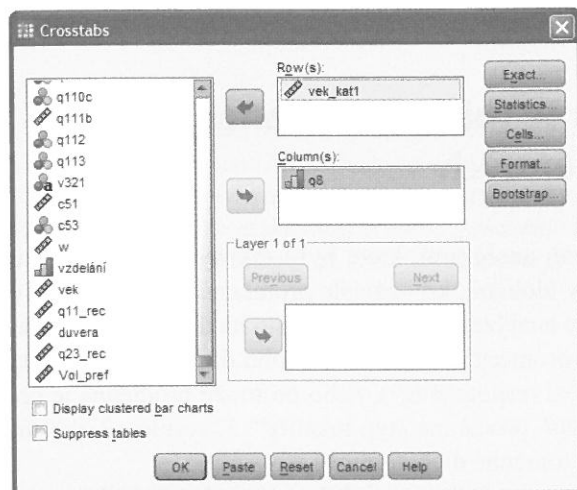 Crosstabs
q110c
q111b
q112
q113
v321
c51
c53
w
vzdelání
vek
q11_rec
duvera
q23_rec
Vol_pref
Display clustered bar charts
Suppress tables
Row(s):
vek_kat1
Column(s):
q8
Layer 1 of 1
Previous
Next
Exact...
Statistics...
Cells...
Format...
Bootstrap...
OK
Paste
Reset
Cancel
Help